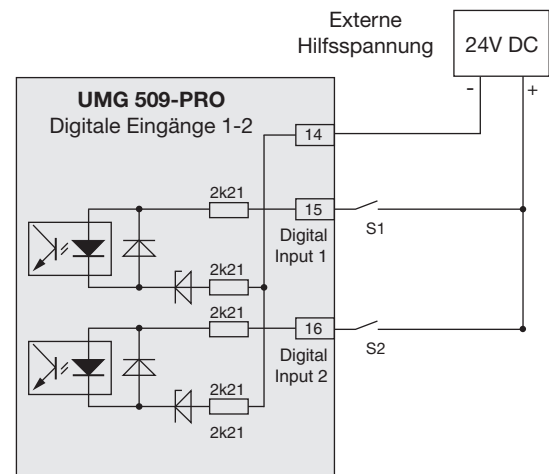 Externe
Hilfsspannung
24V DC
- +
UMG 509-PRO
Digitale Eingänge 1-2
14
2k21
15
S1
Digital
Input 1
2k21
2k21
16
S2
Digital
Input 2
2k21
2k21